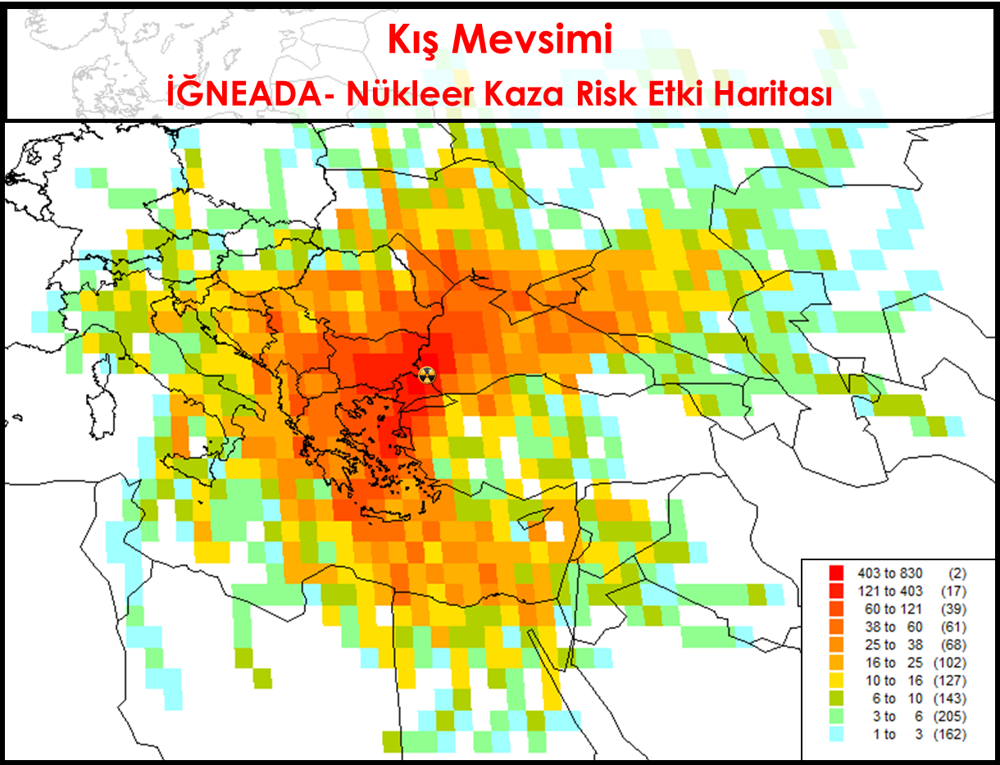 Kış Mevsimi
İĞNEADA- Nükleer Kaza Risk Etki Haritası
403 to 830 (2)
121 to 403 (17)
60 to 121 (39)
38 to 60 (61)
25 to 38 (68)
16 to 25 (102)
10 to 16 (127)
6 to 10 (143)
3 to 6 (205)
1 to 3 (162)